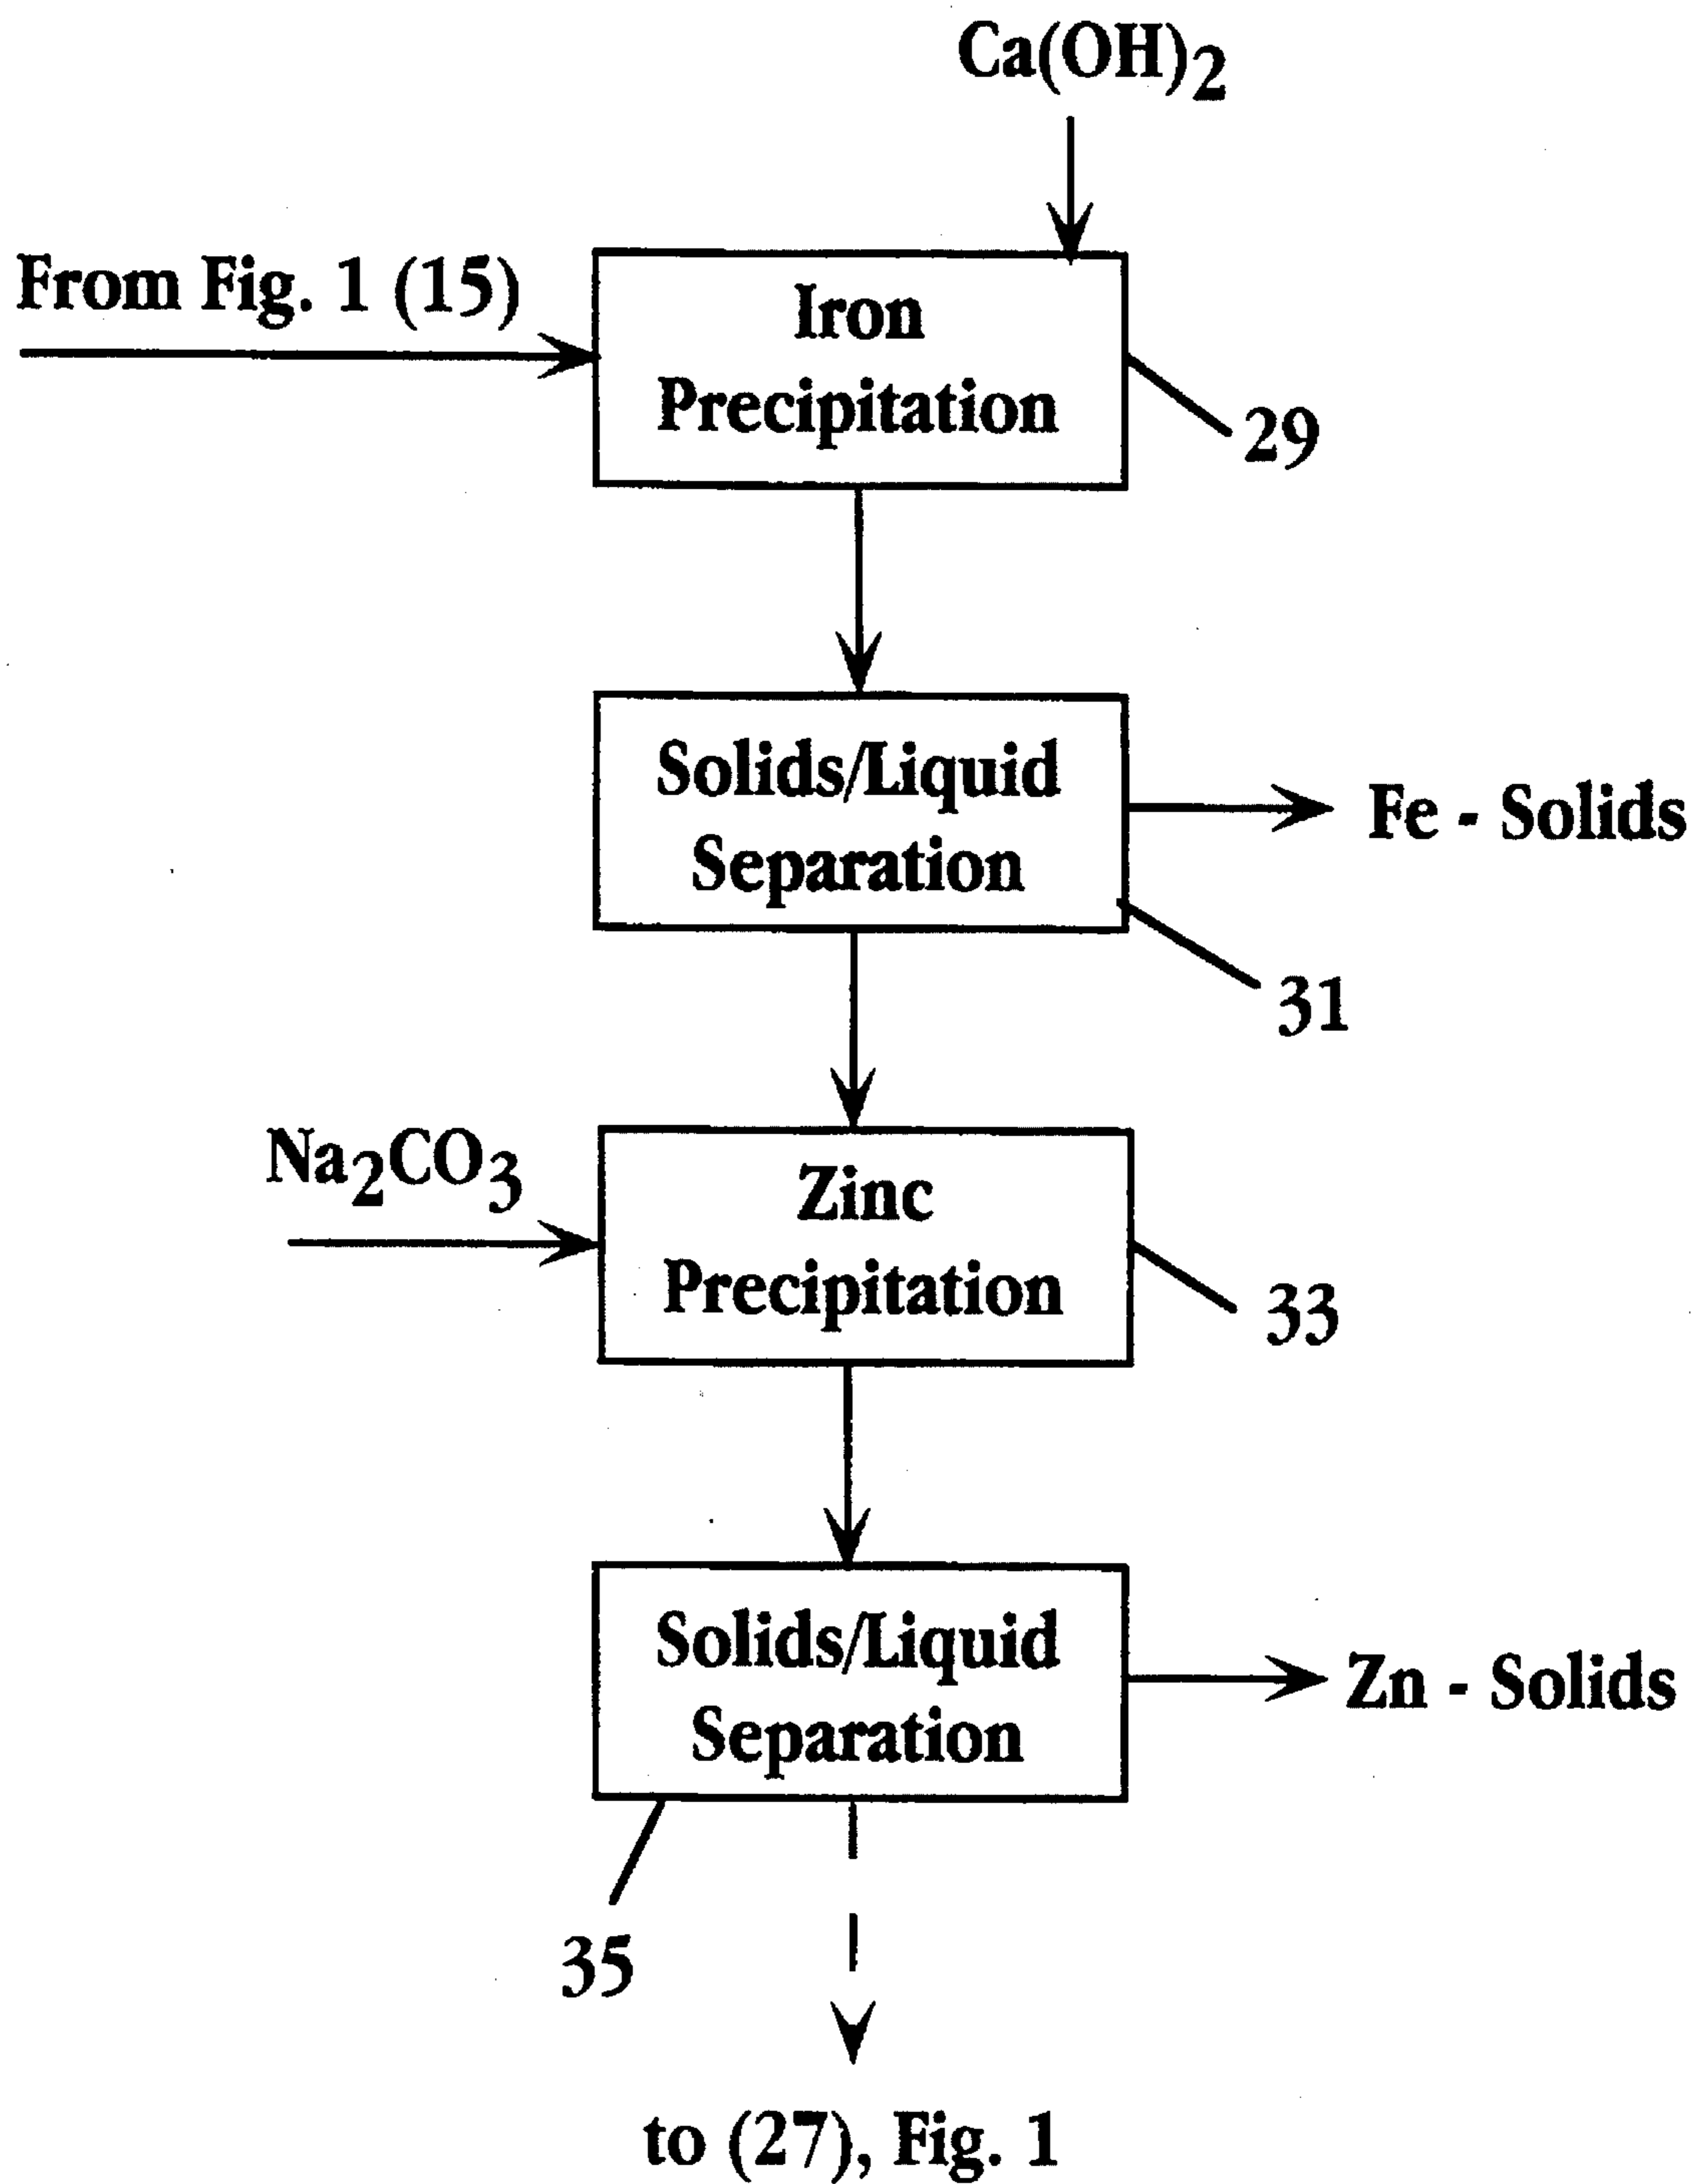 Ca(OH)2
From Fig. 1 (15)
Iron
Precipitation
29
Solids/Liquid
Separation
Fe - Solids
31
Na2CO3
Zinc
Precipitation
33
Solids/Liquid
Separation
Zn - Solids
35
to (27), Fig. 1